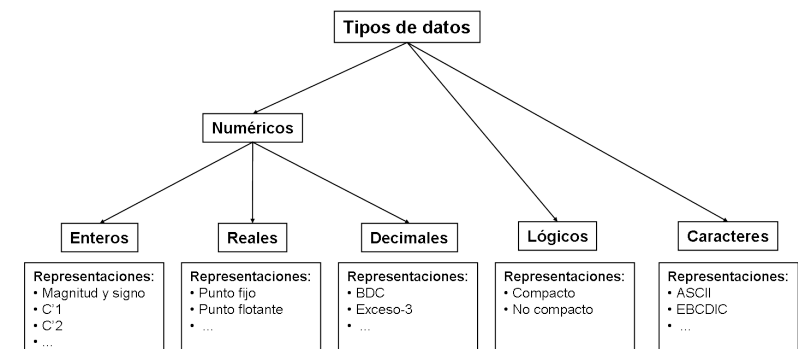 Tipos de datos
Numéricos
Enteros
Reales
Decimales
Lógicos
Caracteres
Representaciones:
• Magnitud y signo
• C'1
• C'2
• ...
Representaciones:
• Punto fijo
• Punto flotante
• ...
Representaciones:
• BDC
• Exceso-3
• ...
Representaciones:
• Compacto
• No compacto
Representaciones:
• ASCII
• EBCDIC
• ...